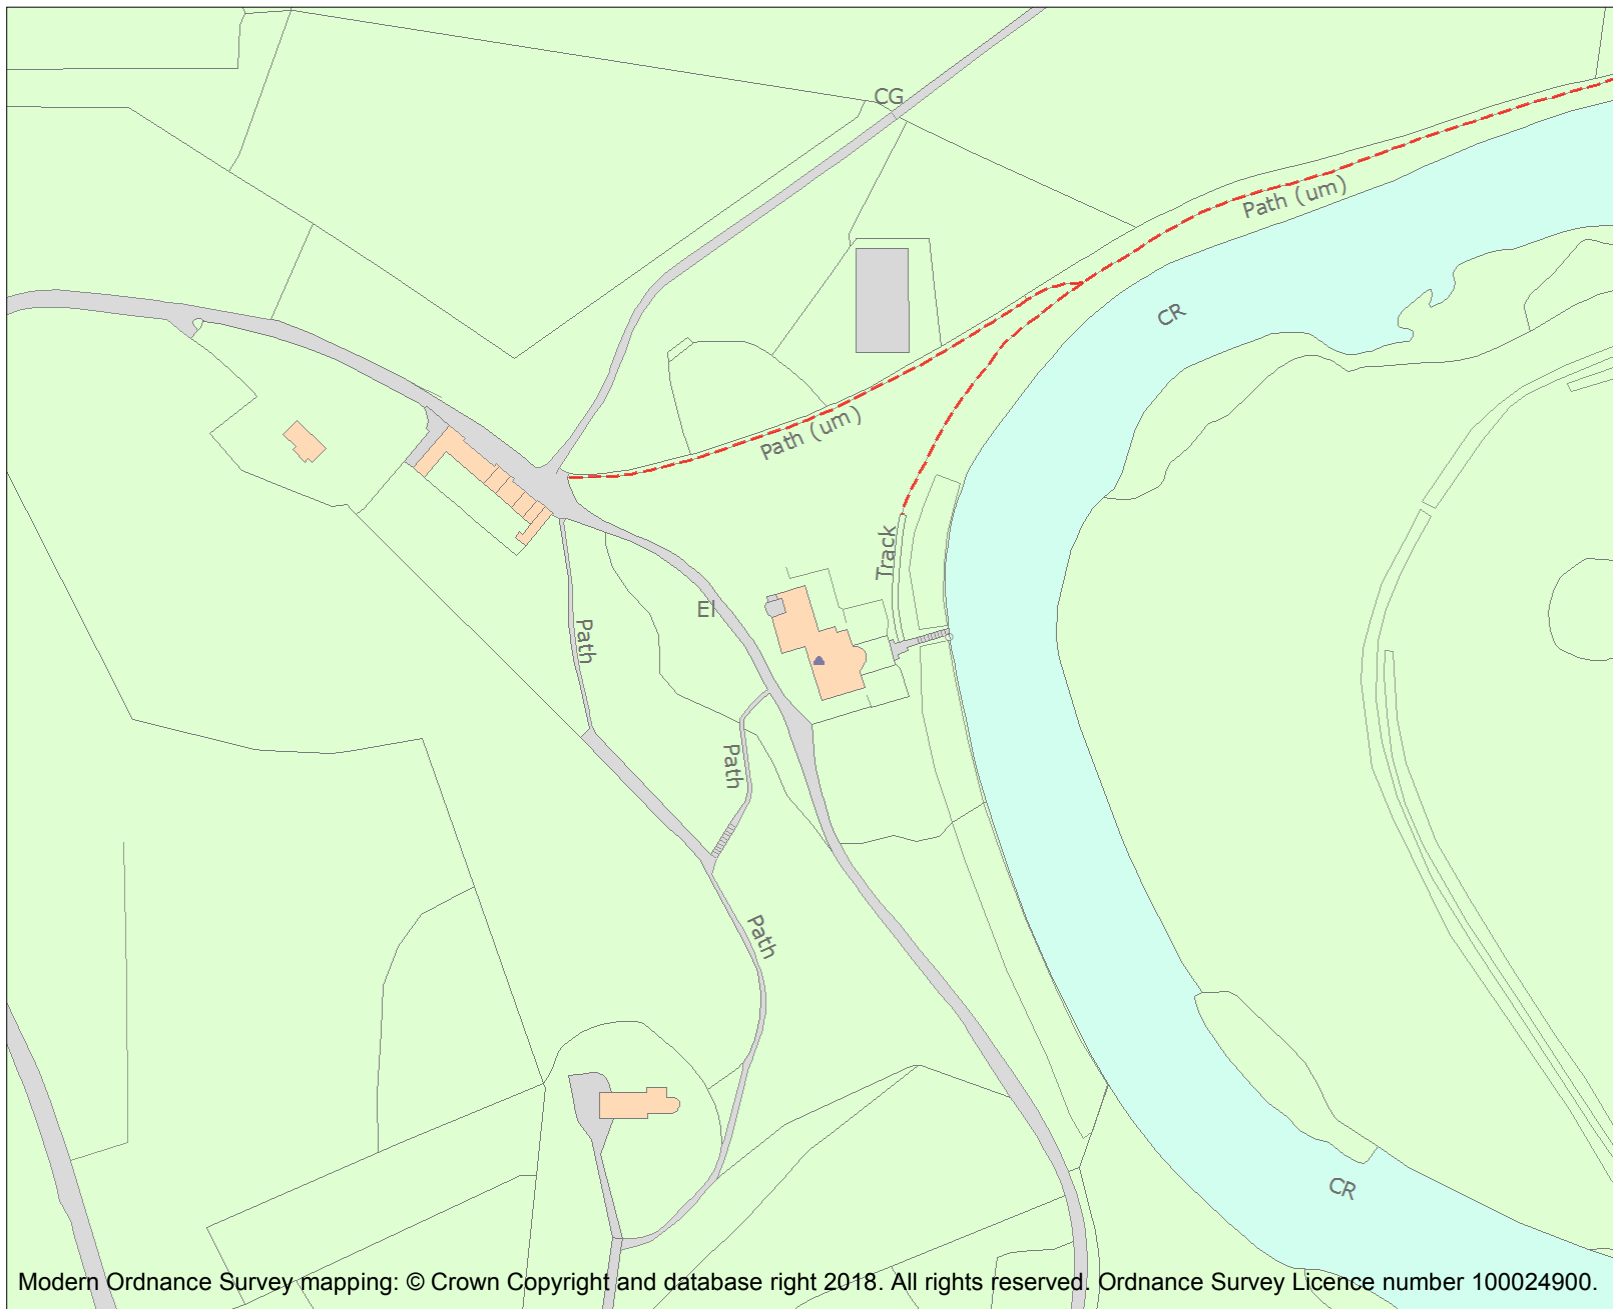 CG
Path (um)
CR
Path (um)
Track
El
Path
Path
Path
CR
Modern Ordnance Survey mapping: © Crown Copyright and database right 2018. All rights reserved. Ordnance Survey Licence number 100024900.